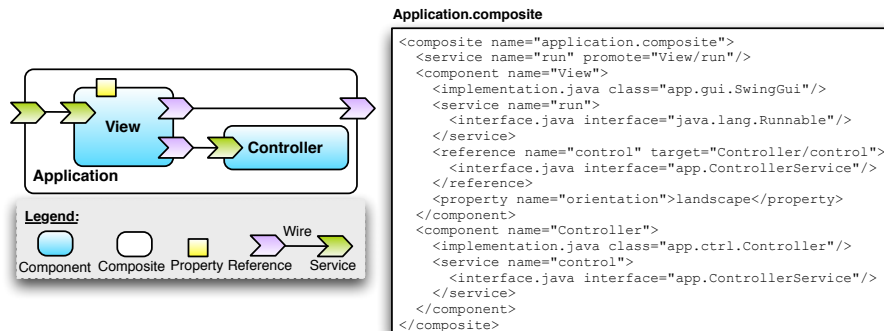 View
Controller
Application
Legend:
Wire
Component Composite Property Reference Service
Application.composite
<composite name="application.composite">
  <service name="run" promote="View/run"/>
  <component name="View">
    <implementation.java class="app.gui.SwingGui"/>
    <service name="run">
      <interface.java interface="java.lang.Runnable"/>
    </service>
    <reference name="control" target="Controller/control">
      <interface.java interface="app.ControllerService"/>
    </reference>
    <property name="orientation">landscape</property>
  </component>
  <component name="Controller">
    <implementation.java class="app.ctrl.Controller"/>
    <service name="control">
      <interface.java interface="app.ControllerService"/>
    </service>
  </component>
</composite>